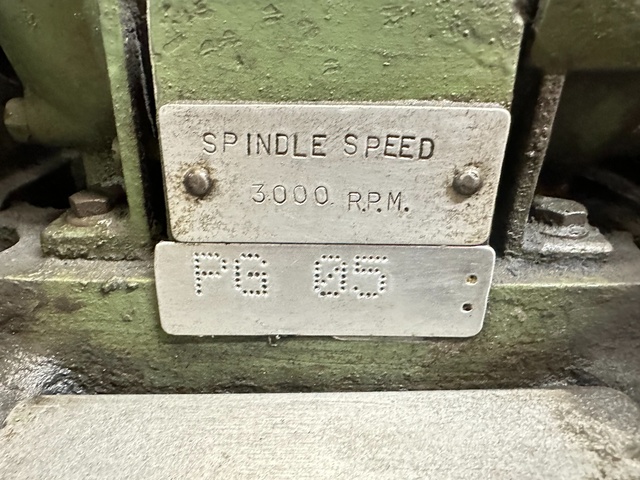 SPINDLE SPEED
3000 R.P.M.
PG 05